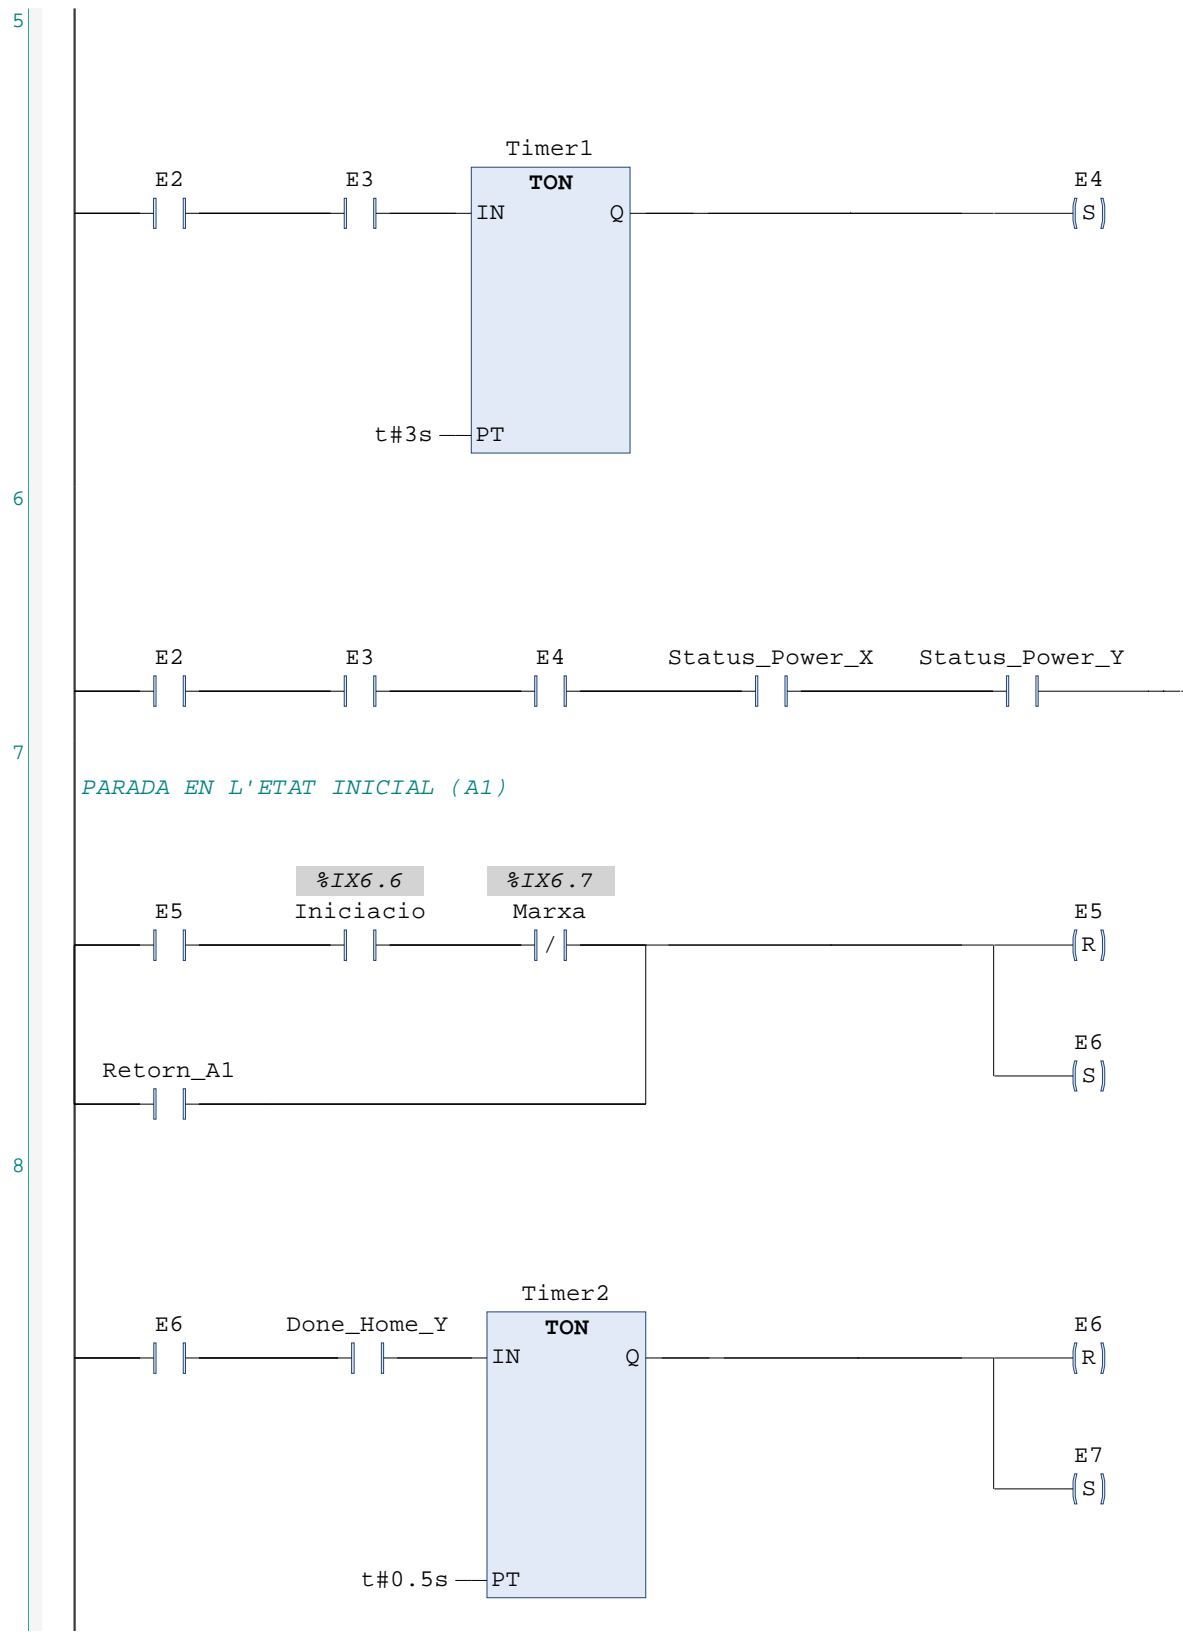 5
Timer1
E2 E3 TON E4
IN Q S
t#3s PT
6
E2 E3 E4 Status_Power_X Status_Power_Y
7
PARADA EN L'ETAT INICIAL (A1)
%IX6.6 %IX6.7
E5 Iniciacio Marxa E5
/ R
E6
Retorn_A1 S
8
Timer2
E6 Done_Home_Y TON E6
IN Q R
E7
S
t#0.5s PT